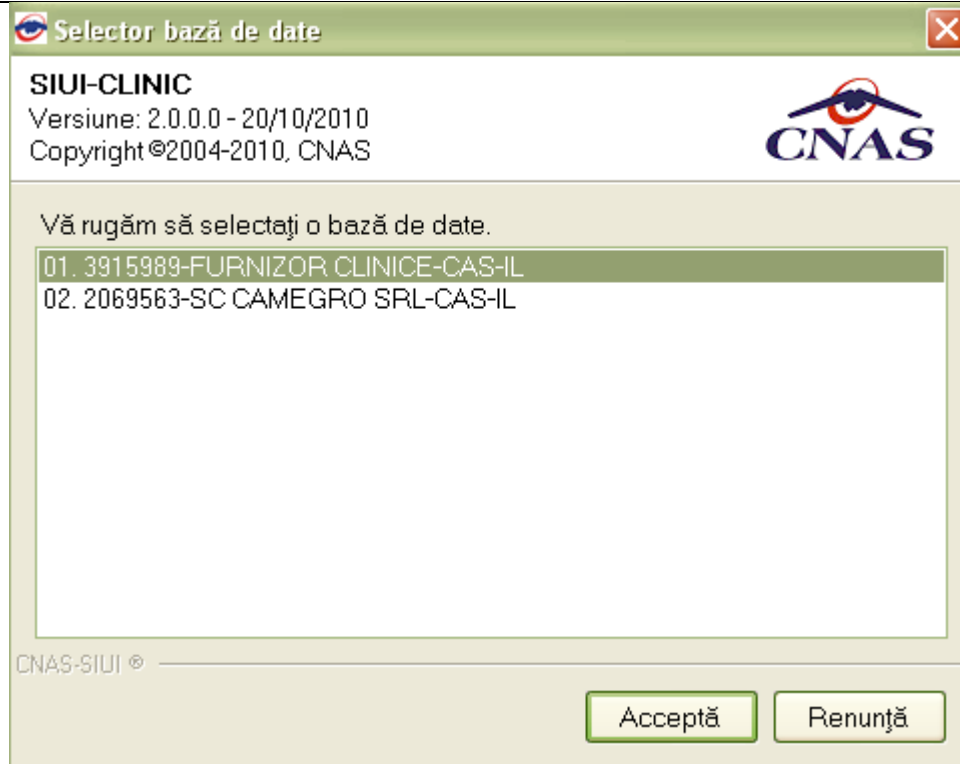 Selector bază de date
SIUI-CLINIC
Versiune: 2.0.0.0 - 20/10/2010
Copyright ©2004-2010, CNAS
CNAS
Vă rugăm să selectaţi o bază de date.
01. 3915989-FURNIZOR CLINICE-CAS-IL
02. 2069563-SC CAMEGRO SRL-CAS-IL
CNAS-SIUI ®
Acceptă
Renunţă